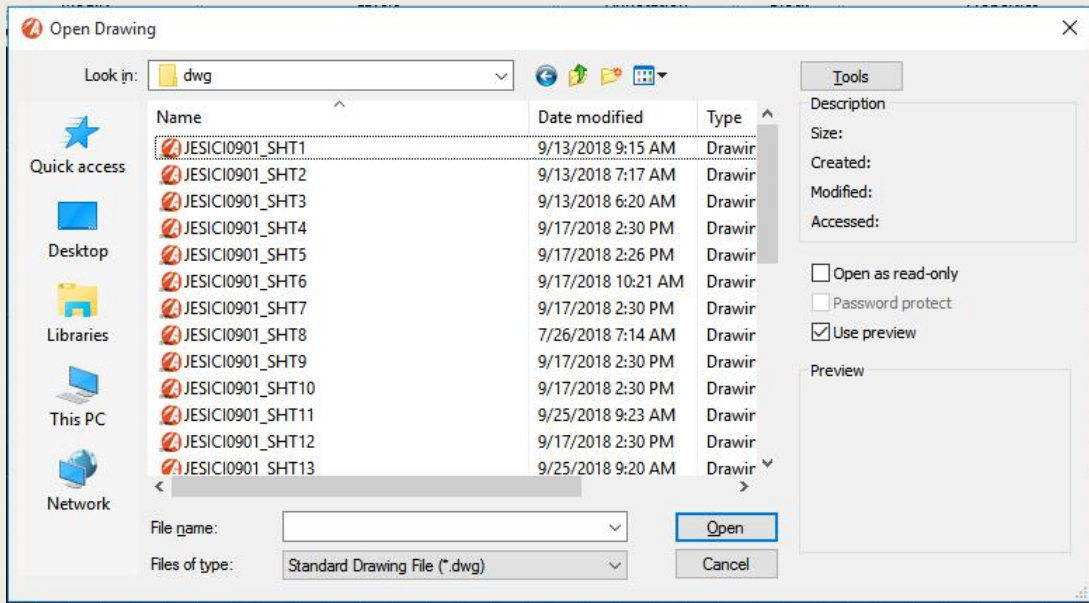 Open Drawing
Look in: dwg
Tools
Name Date modified Type
JESICI0901_SHT1 9/13/2018 9:15 AM Drawir
JESICI0901_SHT2 9/13/2018 7:17 AM Drawir
JESICI0901_SHT3 9/13/2018 6:20 AM Drawir
JESICI0901_SHT4 9/17/2018 2:30 PM Drawir
JESICI0901_SHT5 9/17/2018 2:26 PM Drawir
JESICI0901_SHT6 9/17/2018 10:21 AM Drawir
JESICI0901_SHT7 9/17/2018 2:30 PM Drawir
JESICI0901_SHT8 7/26/2018 7:14 AM Drawir
JESICI0901_SHT9 9/17/2018 2:30 PM Drawir
JESICI0901_SHT10 9/17/2018 2:30 PM Drawir
JESICI0901_SHT11 9/25/2018 9:23 AM Drawir
JESICI0901_SHT12 9/17/2018 2:30 PM Drawir
JESICI0901_SHT13 9/25/2018 9:20 AM Drawir
Quick access
Desktop
Libraries
This PC
Network
Description
Size:
Created:
Modified:
Accessed:
Open as read-only
Password protect
Use preview
Preview
File name:
Open
Files of type: Standard Drawing File (*.dwg)
Cancel